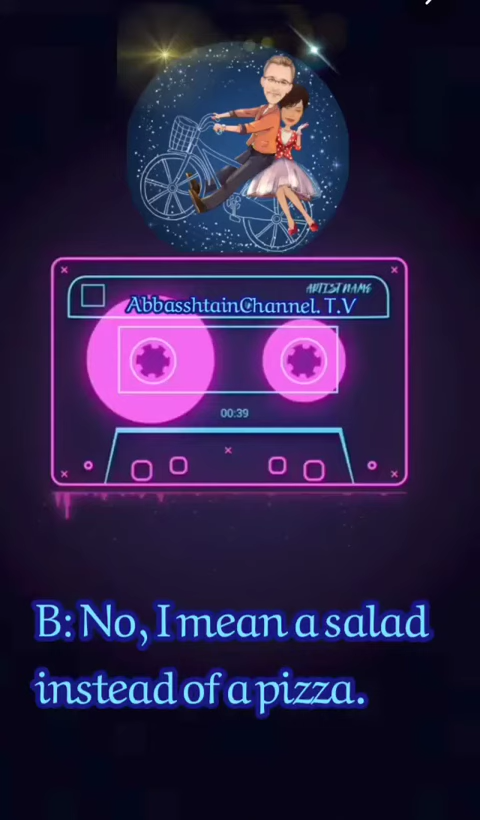 ARTIST NAME
AbbasshtainChannel.T.V
00:39
B: No, I mean a salad
instead of a pizza.